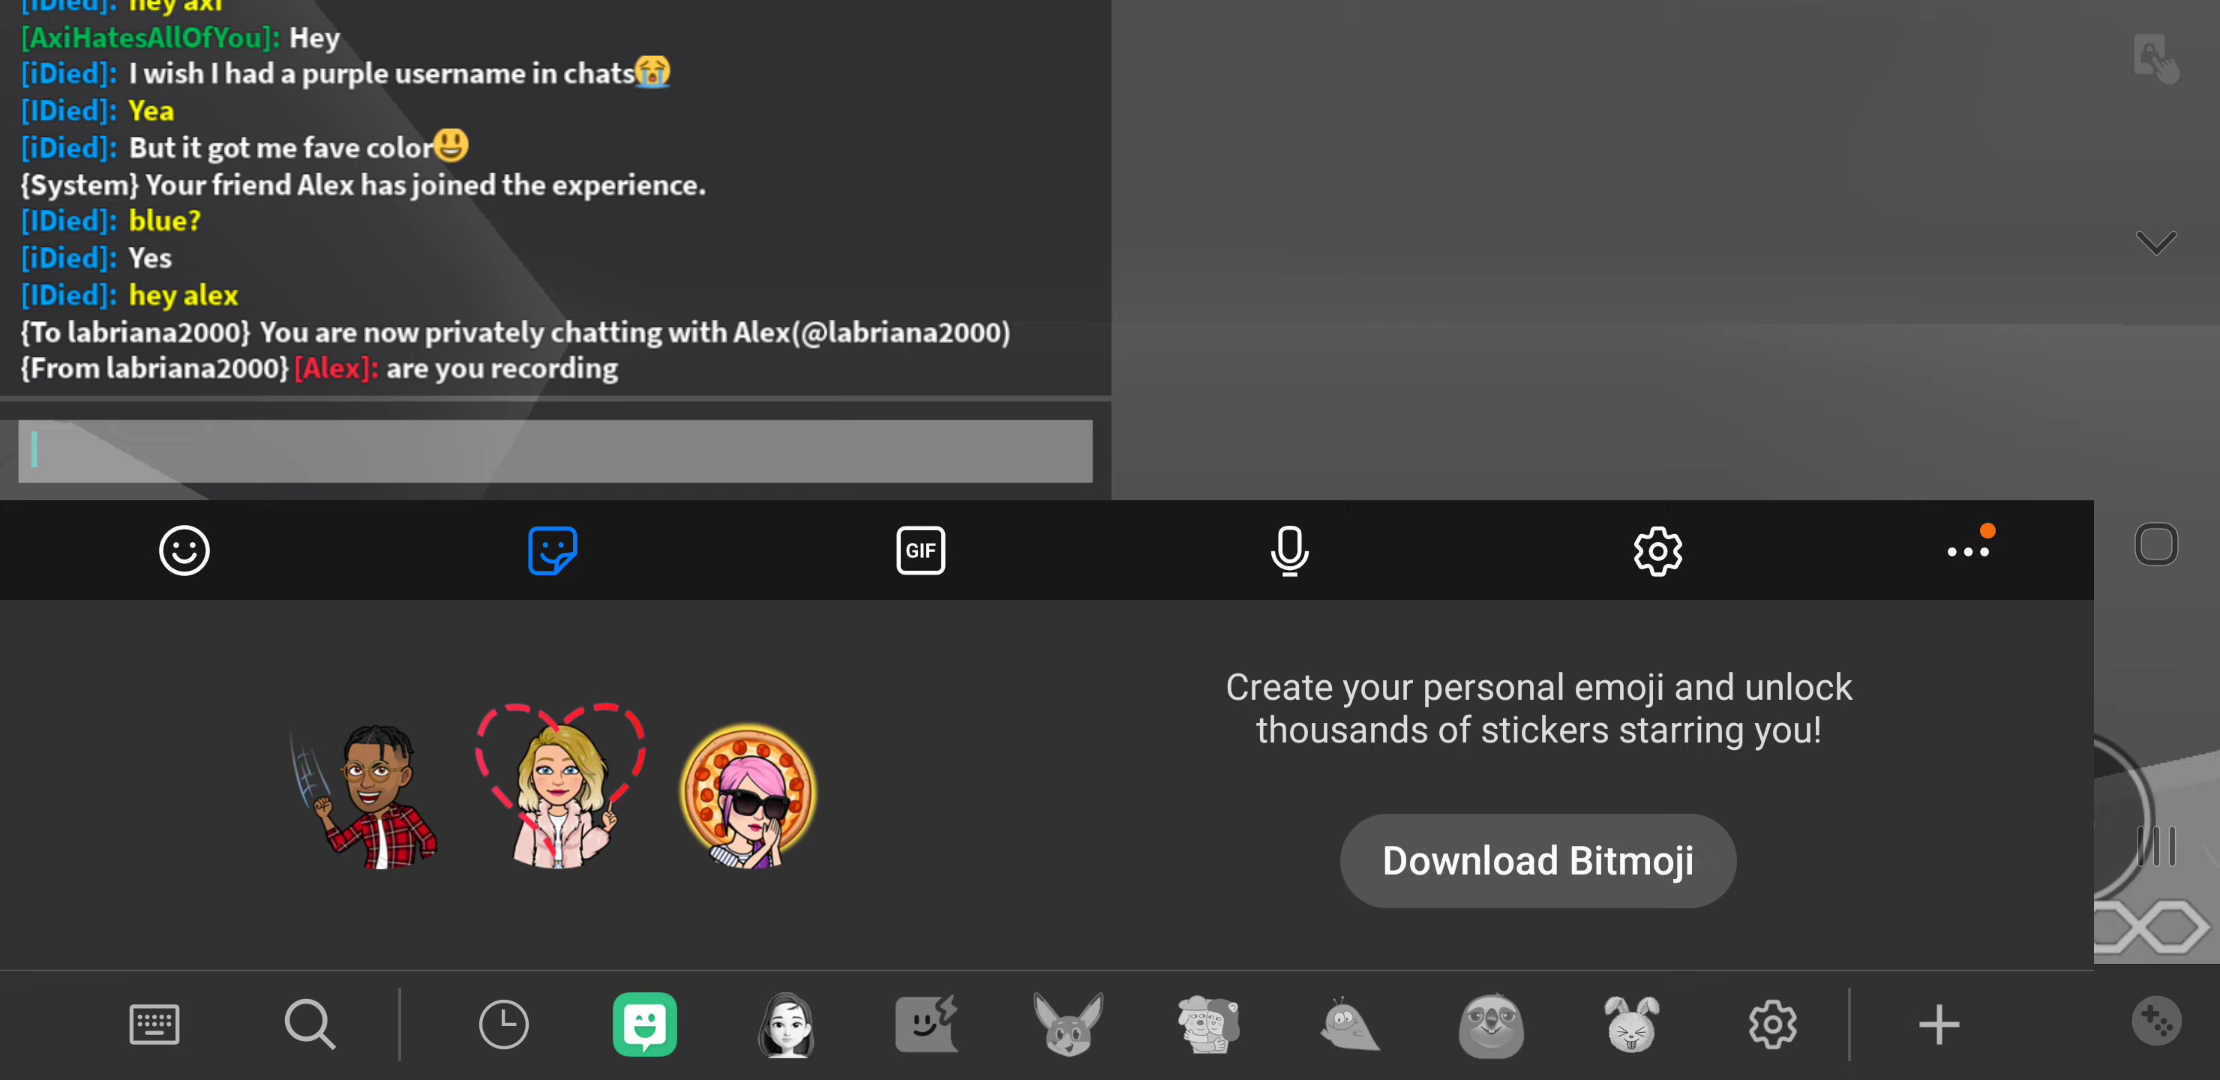 [iDied]: hey axi
[AxiHatesAllOfYou]: Hey
[iDied]: I wish I had a purple username in chats😭
[IDied]: Yea
[iDied]: But it got me fave color😃
{System} Your friend Alex has joined the experience.
[IDied]: blue?
[iDied]: Yes
[IDied]: hey alex
{To labriana2000} You are now privately chatting with Alex(@labriana2000)
{From labriana2000} [Alex]: are you recording
GIF
Create your personal emoji and unlock
thousands of stickers starring you!
Download Bitmoji